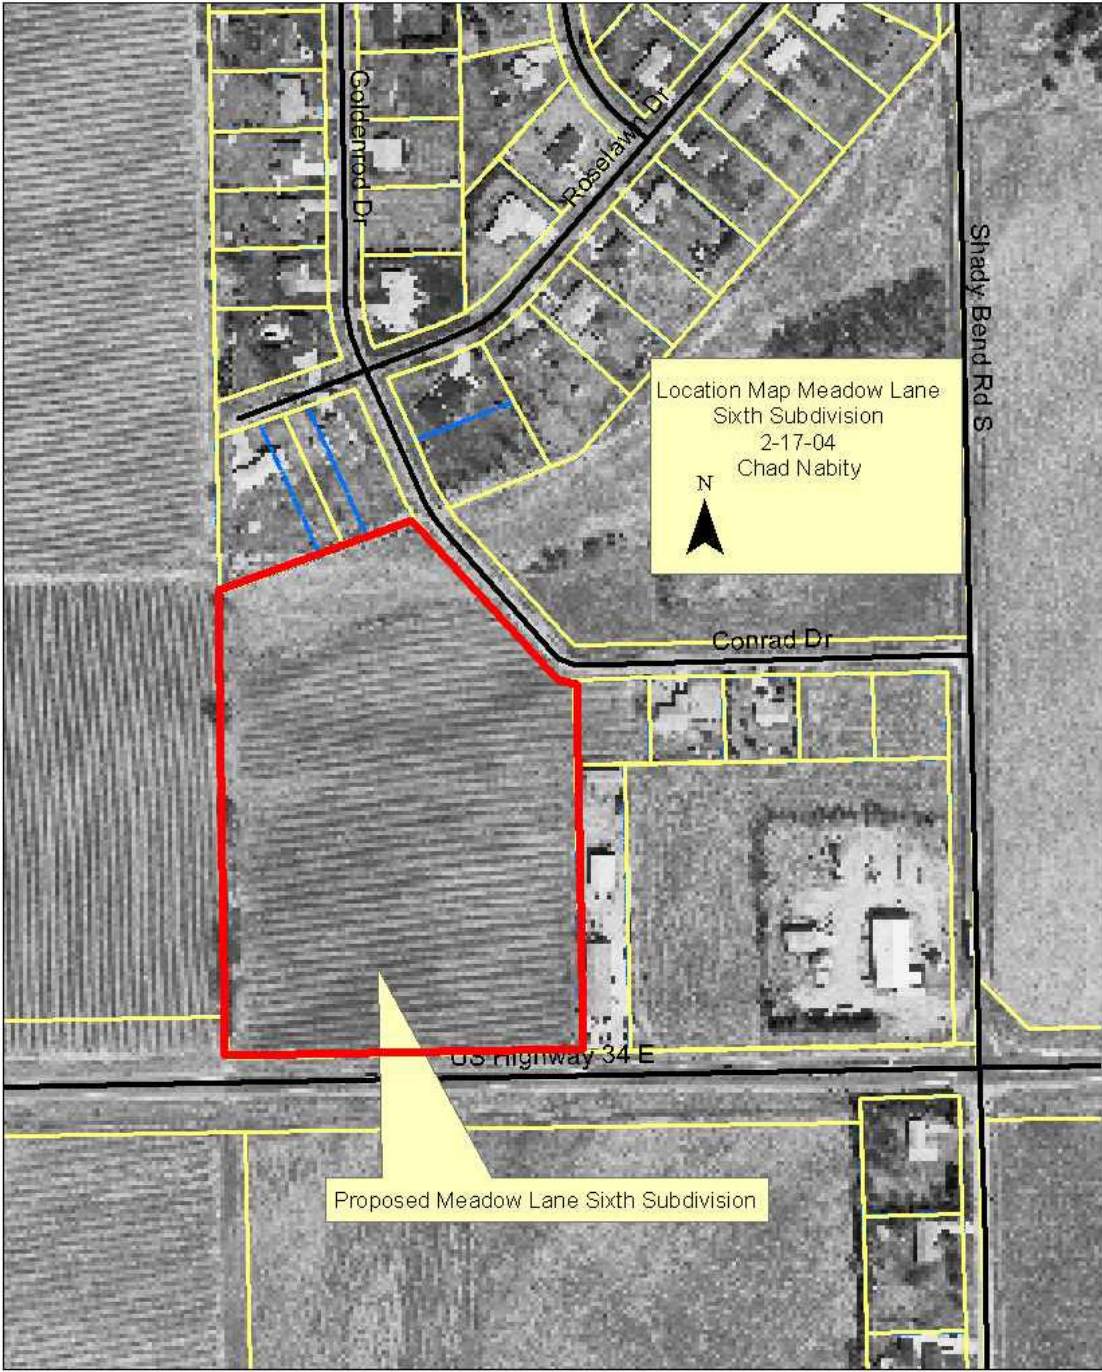 Goldenrod Dr
Roselawn Dr
Shady Bend Rd S
Location Map Meadow Lane
Sixth Subdivision
2-17-04
Chad Nabity
N
Conrad Dr
US Highway 34 E
Proposed Meadow Lane Sixth Subdivision